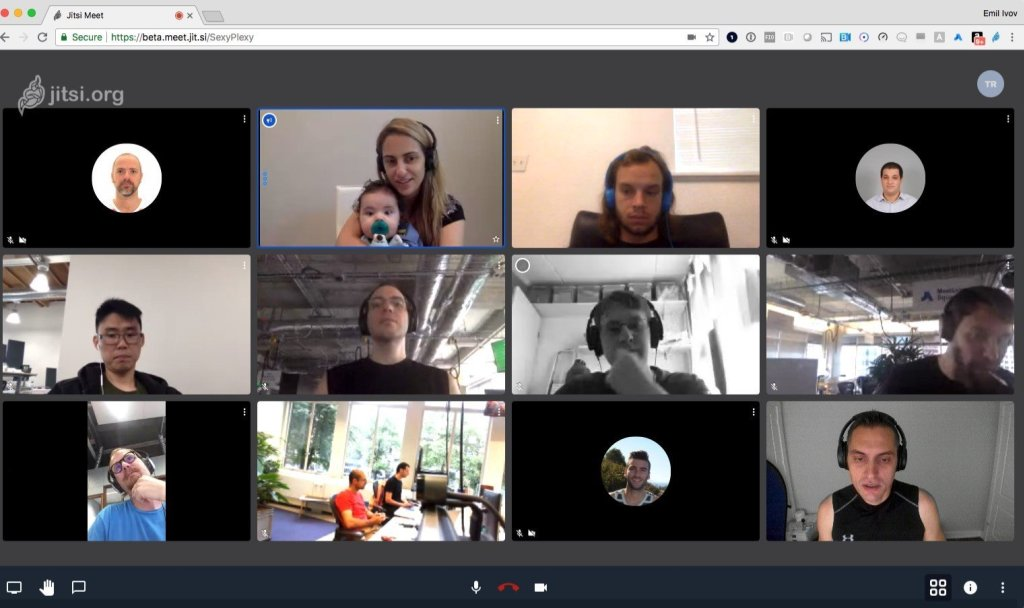 Jitsi Meet
Emil Ivov
Secure
https://beta.meet.jit.si/SexyPlexy
jitsi.org
TR